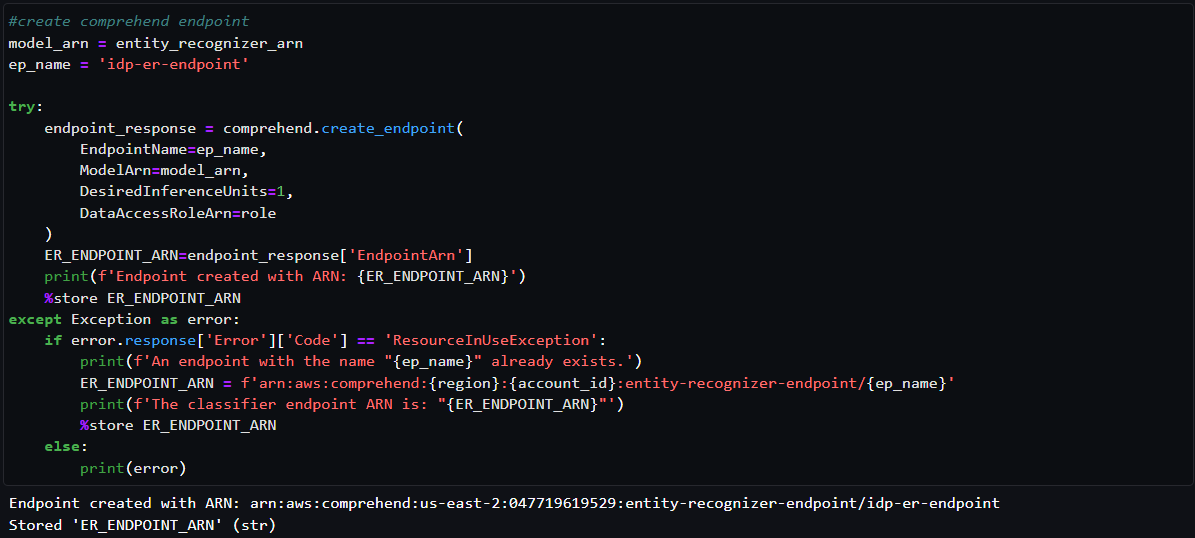 #create comprehend endpoint
model_arn = entity_recognizer_arn
ep_name = 'idp-er-endpoint'

try:
    endpoint_response = comprehend.create_endpoint(
        EndpointName=ep_name,
        ModelArn=model_arn,
        DesiredInferenceUnits=1,
        DataAccessRoleArn=role
    )
    ER_ENDPOINT_ARN=endpoint_response['EndpointArn']
    print(f'Endpoint created with ARN: {ER_ENDPOINT_ARN}')
    %store ER_ENDPOINT_ARN
except Exception as error:
    if error.response['Error']['Code'] == 'ResourceInUseException':
        print(f'An endpoint with the name "{ep_name}" already exists.')
        ER_ENDPOINT_ARN = f'arn:aws:comprehend:{region}:{account_id}:entity-recognizer-endpoint/{ep_name}'
        print(f'The classifier endpoint ARN is: "{ER_ENDPOINT_ARN}"')
        %store ER_ENDPOINT_ARN
    else:
        print(error)
Endpoint created with ARN: arn:aws:comprehend:us-east-2:047719619529:entity-recognizer-endpoint/idp-er-endpoint
Stored 'ER_ENDPOINT_ARN' (str)